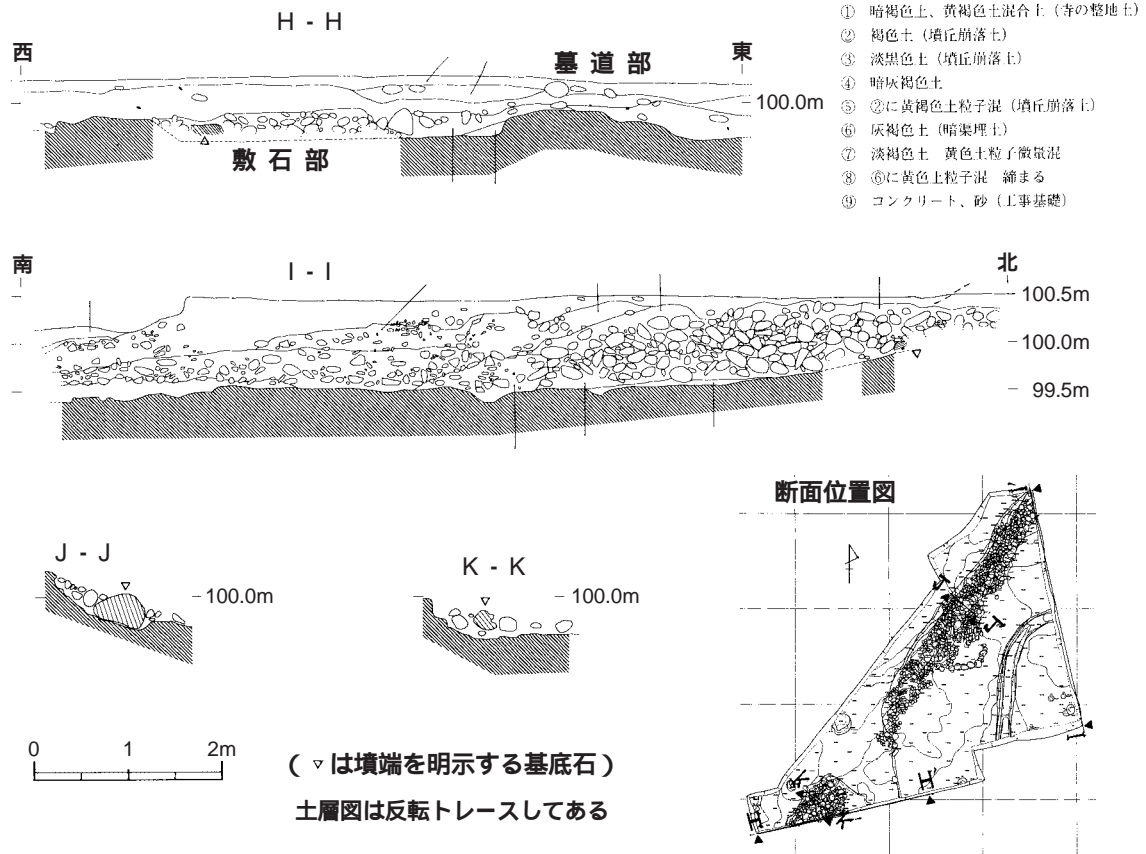 H - H
西
墓道部
東
100.0m
敷石部
① 暗褐色土、黄褐色土混合土（寺の整地土）
② 褐色土（墳丘崩落土）
③ 淡黒色土（墳丘崩落土）
④ 暗灰褐色土
⑤ ②に黄褐色土粒子混（墳丘崩落土）
⑥ 灰褐色土（暗渠埋土）
⑦ 淡褐色土 黄色土粒子微量混
⑧ ⑥に黄色土粒子混 締まる
⑨ コンクリート、砂（工事基礎）
南
I - I
北
100.5m
100.0m
99.5m
J - J
100.0m
K - K
100.0m
断面位置図
J
J
I
I
K
K
H
H
0 1 2m
（▽は墳端を明示する基底石）
土層図は反転トレースしてある